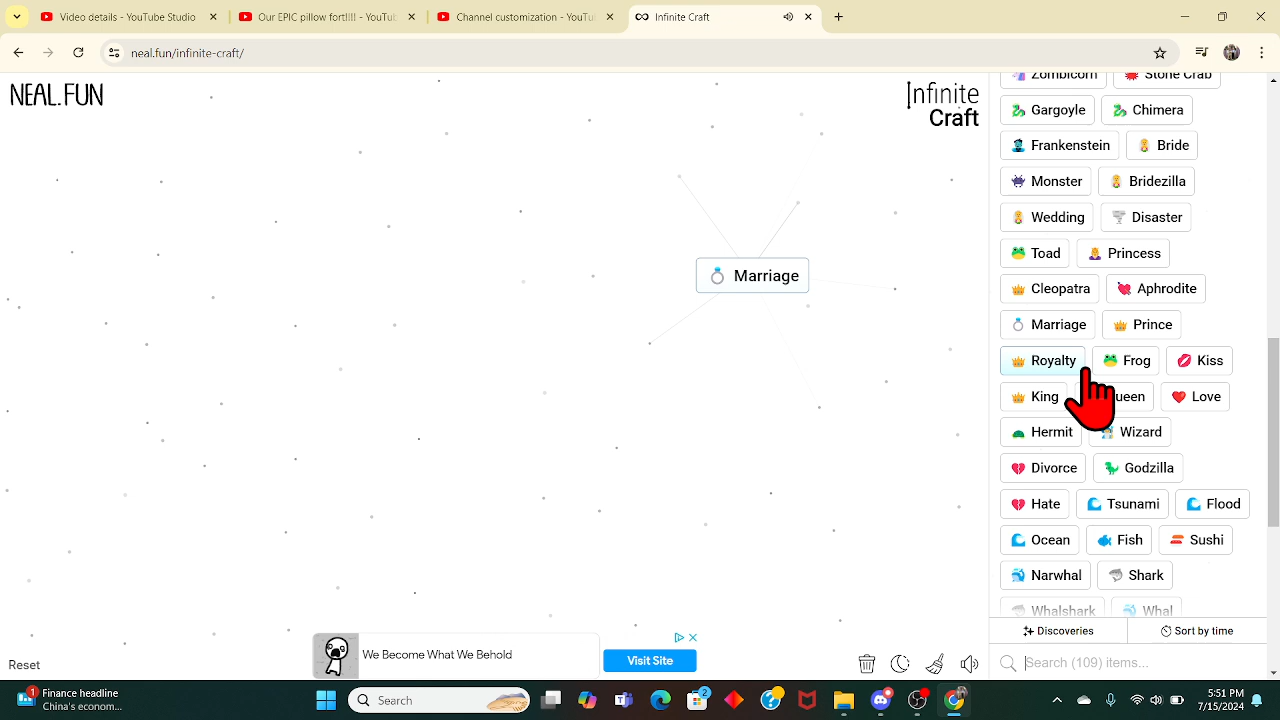 Video details - YouTube Studio
Our EPIC pillow fort!!!! - YouTub
Channel customization - YouTu
Infinite Craft
neal.fun/infinite-craft/
NEAL.FUN
Infinite
Craft
Zombicorn Stone Crab
Gargoyle Chimera
Frankenstein Bride
Monster Bridezilla
Wedding Disaster
Toad Princess
Cleopatra Aphrodite
Marriage
Marriage Prince
Royalty Frog Kiss
King ueen Love
Hermit Wizard
Divorce Godzilla
Hate Tsunami Flood
Ocean Fish Sushi
Narwhal Shark
Whalshark Whal
Discoveries Sort by time
We Become What We Behold
Visit Site
Reset
Search (109) items...
1
Finance headline
China's econom...
Search
2
5:51 PM
7/15/2024